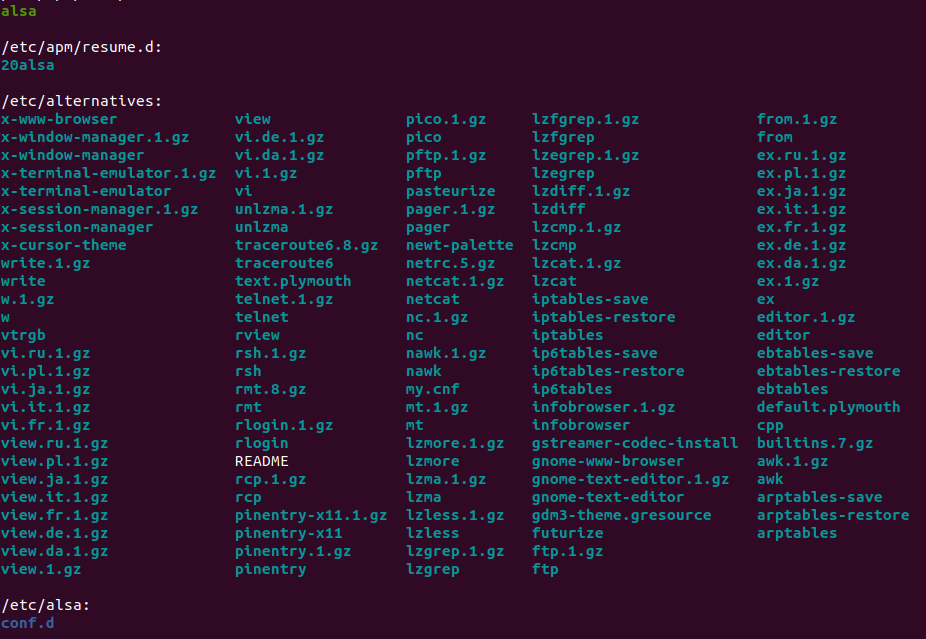 alsa
/etc/apm/resume.d:
20alsa
/etc/alternatives:
x-www-browser view pico.1.gz lzfgrep.1.gz from.1.gz
x-window-manager.1.gz vi.de.1.gz pico lzfgrep from
x-window-manager vi.da.1.gz pftp.1.gz lzegrep.1.gz ex.ru.1.gz
x-terminal-emulator.1.gz vi.1.gz pftp lzegrep ex.pl.1.gz
x-terminal-emulator vi pasteurize lzdiff.1.gz ex.ja.1.gz
x-session-manager.1.gz unlzma.1.gz pager.1.gz lzdiff ex.it.1.gz
x-session-manager unlzma pager lzcmp.1.gz ex.fr.1.gz
x-cursor-theme traceroute6.8.gz newt-palette lzcmp ex.de.1.gz
write.1.gz traceroute6 netrc.5.gz lzcat.1.gz ex.da.1.gz
write text.plymouth netcat.1.gz lzcat ex.1.gz
w.1.gz telnet.1.gz netcat iptables-save ex
w telnet nc.1.gz iptables-restore editor.1.gz
vtrgb rview nc iptables editor
vi.ru.1.gz rsh.1.gz nawk.1.gz ip6tables-save ebtables-save
vi.pl.1.gz rsh nawk ip6tables-restore ebtables-restore
vi.ja.1.gz rmt.8.gz my.cnf ip6tables ebtables
vi.it.1.gz rmt mt.1.gz infobrowser.1.gz default.plymouth
vi.fr.1.gz rlogin.1.gz mt infobrowser cpp
view.ru.1.gz rlogin lzmore.1.gz gstreamer-codec-install builtins.7.gz
view.pl.1.gz README lzmore gnome-www-browser awk.1.gz
view.ja.1.gz rcp.1.gz lzma.1.gz gnome-text-editor.1.gz awk
view.it.1.gz rcp lzma gnome-text-editor arptables-save
view.fr.1.gz pinentry-x11.1.gz lzless.1.gz gdm3-theme.gresource arptables-restore
view.de.1.gz pinentry-x11 lzless futurize arptables
view.da.1.gz pinentry.1.gz lzgrep.1.gz ftp.1.gz
view.1.gz pinentry lzgrep ftp
/etc/alsa:
conf.d